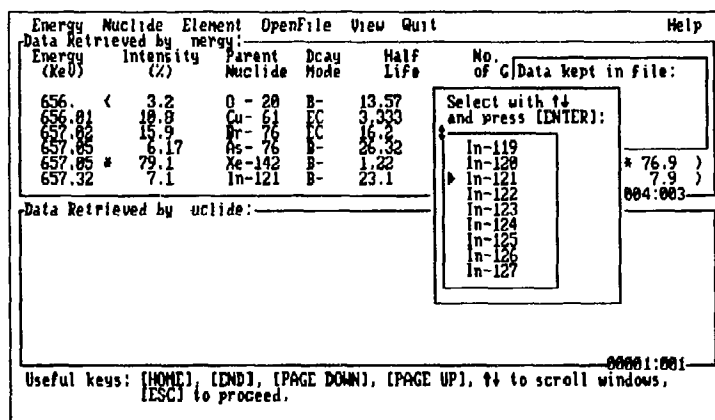 Energy Nuclide Element OpenFile View Quit Help
Data Retrieved by nergy:
Energy Intensity Parent Dcay Half No.
(KeV) (%) Nuclide Mode Life of G
Data kept in file:
656. < 3.2 O - 20 B- 13.57
656.01 10.8 Cu- 61 EC 3.333
657.02 15.9 Br- 76 EC 16.2
657.05 6.17 As- 76 B- 26.32
657.05 * 79.1 Xe-142 B- 1.22 * 76.9 )
657.32 7.1 In-121 B- 23.1 7.9 )
004:003
Select with ↑↓
and press [ENTER]:
In-119
In-120
In-121
In-122
In-123
In-124
In-125
In-126
In-127
Data Retrieved by uclide:
00001:001
Useful keys: [HOME], [END], [PAGE DOWN], [PAGE UP], ↑↓ to scroll windows,
[ESC] to proceed.